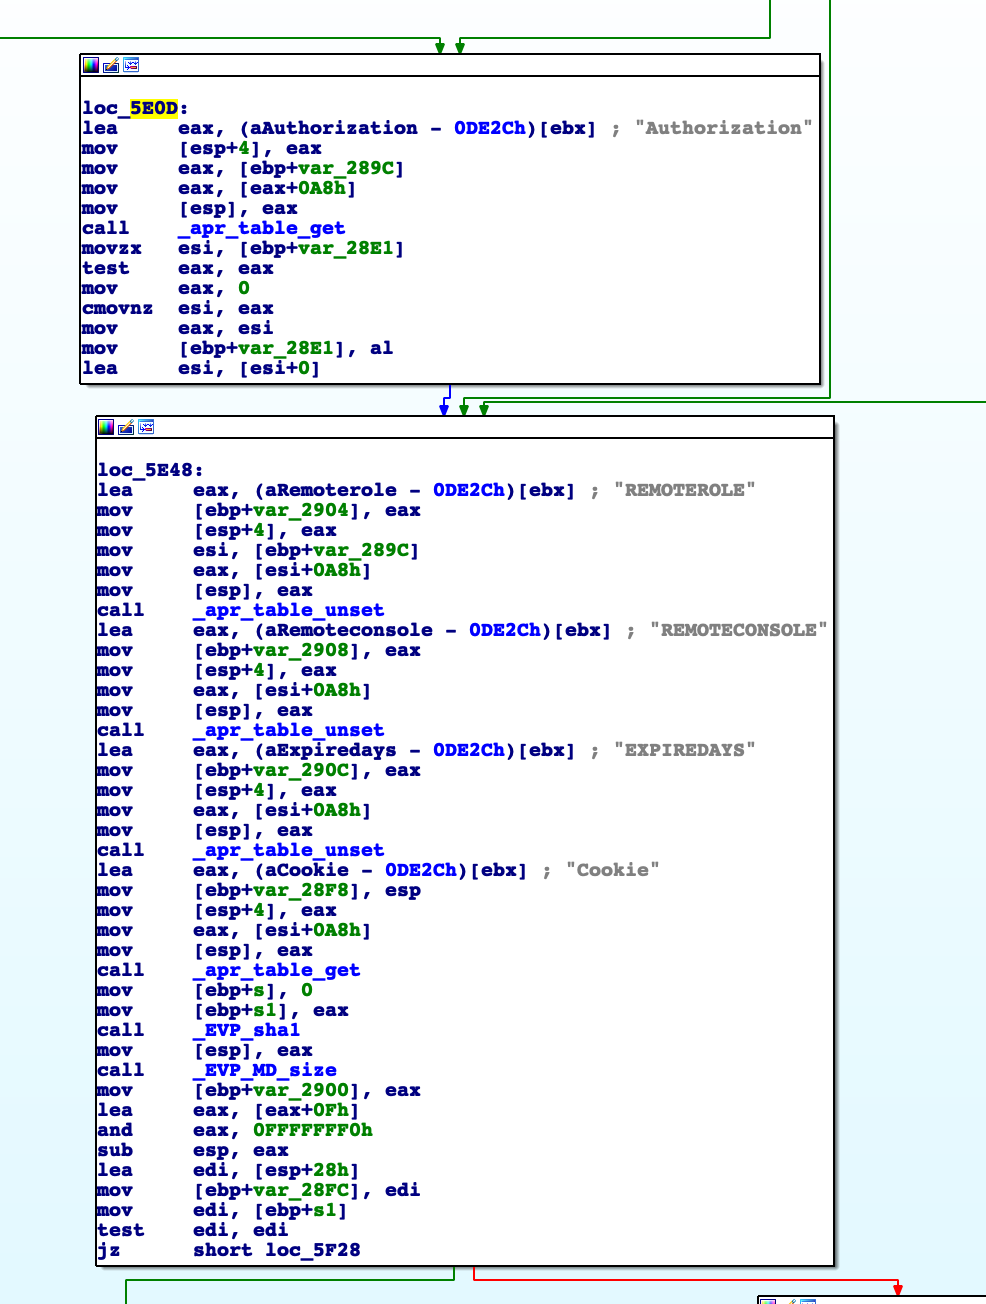 loc_5E0D:
lea eax, (aAuthorization - 0DE2Ch)[ebx] ; "Authorization"
mov [esp+4], eax
mov eax, [ebp+var_289C]
mov eax, [eax+0A8h]
mov [esp], eax
call _apr_table_get
movzx esi, [ebp+var_28E1]
test eax, eax
mov eax, 0
cmovnz esi, eax
mov eax, esi
mov [ebp+var_28E1], al
lea esi, [esi+0]
loc_5E48:
lea eax, (aRemoterole - 0DE2Ch)[ebx] ; "REMOTEROLE"
mov [ebp+var_2904], eax
mov [esp+4], eax
mov esi, [ebp+var_289C]
mov eax, [esi+0A8h]
mov [esp], eax
call _apr_table_unset
lea eax, (aRemoteconsole - 0DE2Ch)[ebx] ; "REMOTECONSOLE"
mov [ebp+var_2908], eax
mov [esp+4], eax
mov eax, [esi+0A8h]
mov [esp], eax
call _apr_table_unset
lea eax, (aExpiredays - 0DE2Ch)[ebx] ; "EXPIREDAYS"
mov [ebp+var_290C], eax
mov [esp+4], eax
mov eax, [esi+0A8h]
mov [esp], eax
call _apr_table_unset
lea eax, (aCookie - 0DE2Ch)[ebx] ; "Cookie"
mov [ebp+var_28F8], esp
mov [esp+4], eax
mov eax, [esi+0A8h]
mov [esp], eax
call _apr_table_get
mov [ebp+s], 0
mov [ebp+s1], eax
call _EVP_sha1
mov [esp], eax
call _EVP_MD_size
mov [ebp+var_2900], eax
lea eax, [eax+0Fh]
and eax, 0FFFFFFF0h
sub esp, eax
lea edi, [esp+28h]
mov [ebp+var_28FC], edi
mov edi, [ebp+s1]
test edi, edi
jz short loc_5F28